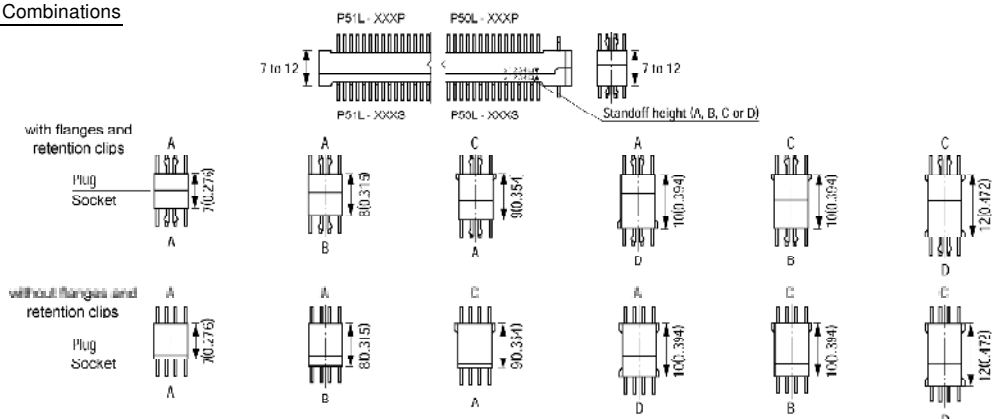 Combinations
P51L - XXXP P50L - XXXP
7 to 12 7 to 12
P51L - XXXS P50L - XXXS
Standoff height (A, B, C or D)
with flanges and
retention clips
A A C A C C
Plug
Socket
7(0.276) 8(0.315) 9(0.354) 10(0.394) 10(0.394) 12(0.472)
A B A D B D
without flanges and
retention clips
A A C A C C
Plug
Socket
7(0.276) 8(0.315) 9(0.354) 10(0.394) 10(0.394) 12(0.472)
A B A D B D